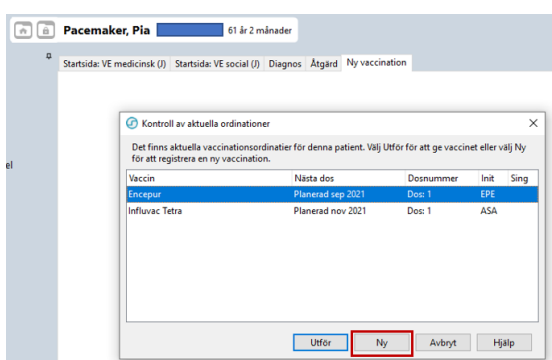 Pacemaker, Pia 61 år 2 månader
Startsida: VE medicinsk (J) Startsida: VE social (J) Diagnos Åtgärd Ny vaccination
Kontroll av aktuella ordinationer
Det finns aktuella vaccinationsordinatier för denna patient. Välj Utför för att ge vaccinet eller välj Ny
för att registrera en ny vaccination.
el
Vaccin Nästa dos Dosnummer Init Sing
Encepur Planerad sep 2021 Dos: 1 EPE
Influvac Tetra Planerad nov 2021 Dos: 1 ASA
Utför Ny Avbryt Hjälp